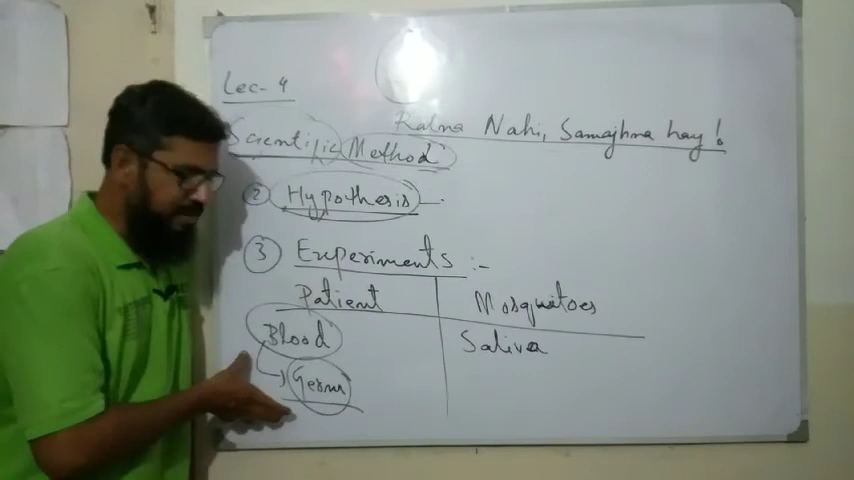 Lec-4
Ratna Nahi, Samajhna hay!
Scientific Method
② Hypothesis -
③ Experiments :-
Patient Mosquitoes
Blood Saliva
Germ